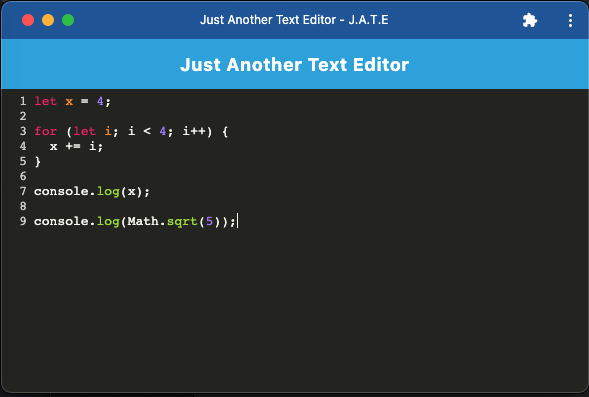 Just Another Text Editor - J.A.T.E
Just Another Text Editor
1 let x = 4;
2
3 for (let i; i < 4; i++) {
4   x += i;
5 }
6
7 console.log(x);
8
9 console.log(Math.sqrt(5));